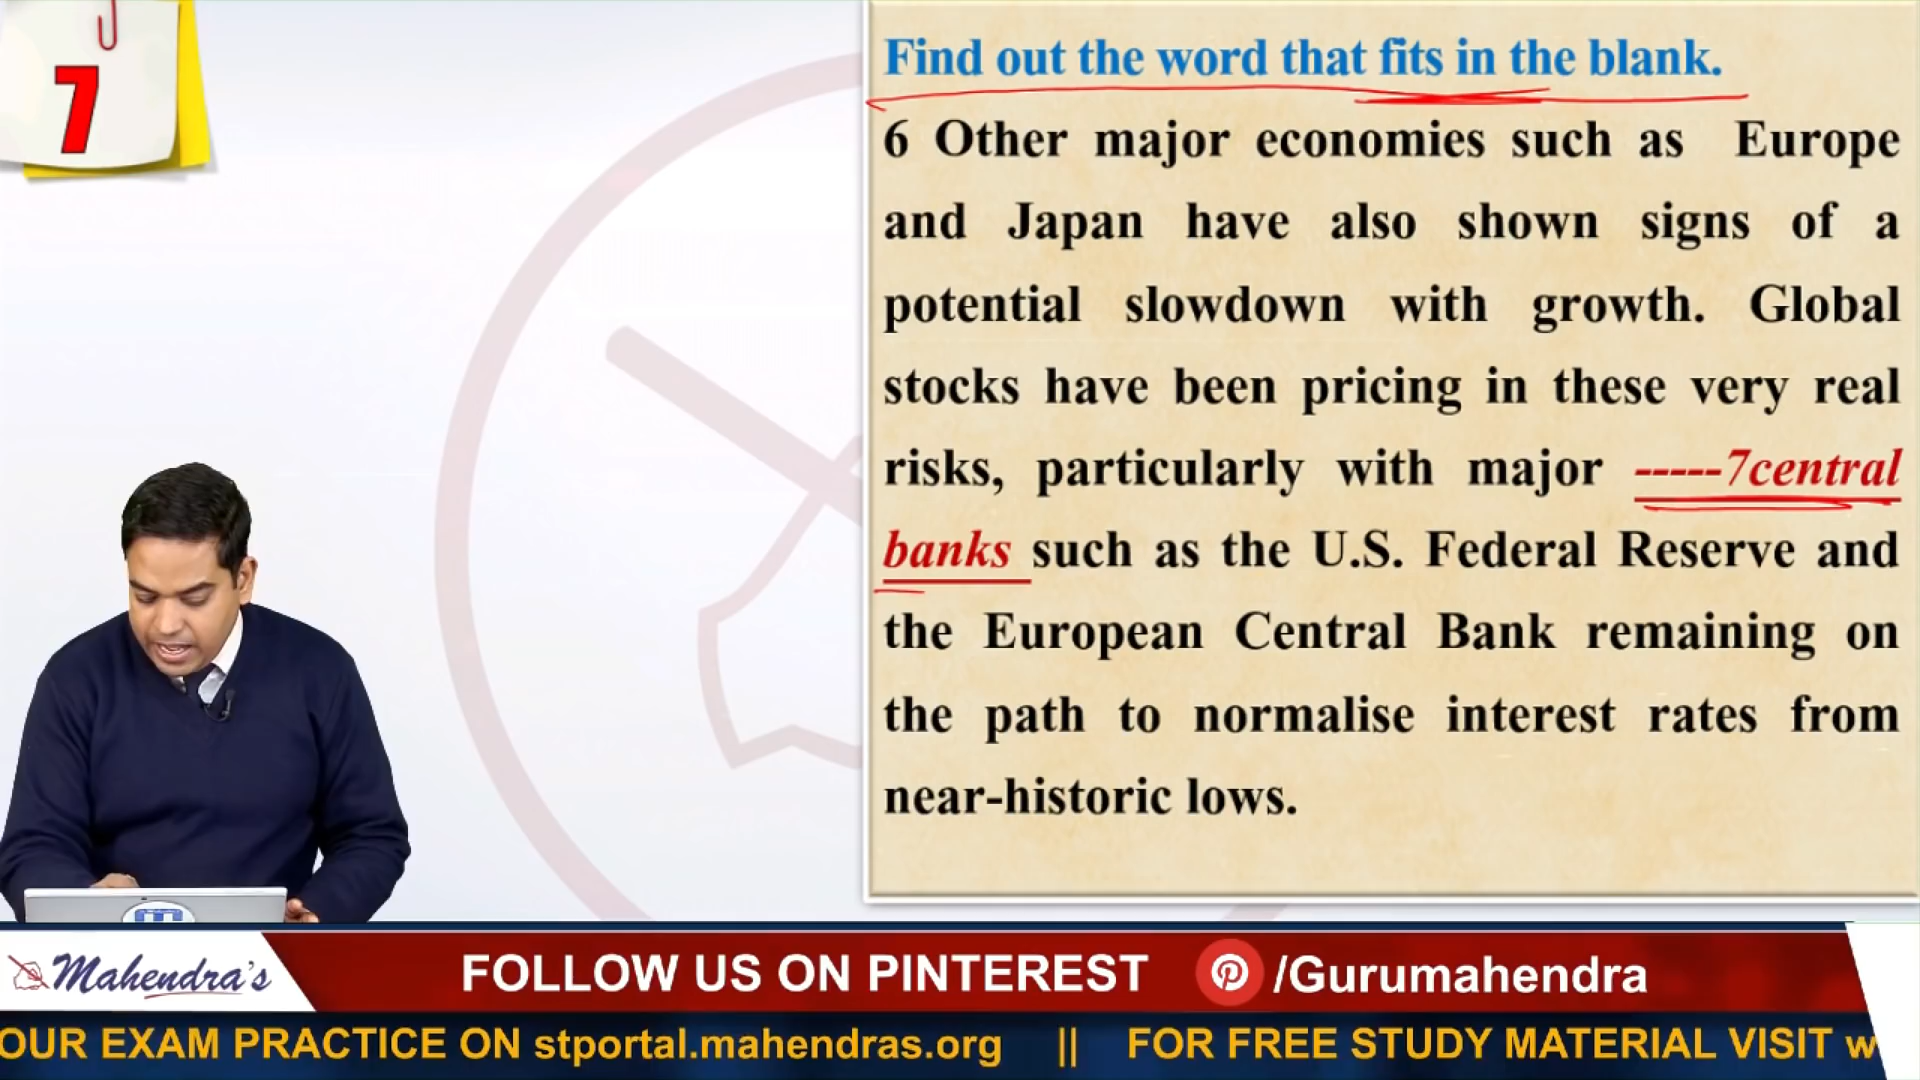 7
Find out the word that fits in the blank.
6 Other major economies such as Europe
and Japan have also shown signs of a
potential slowdown with growth. Global
stocks have been pricing in these very real
risks, particularly with major -----7central
banks such as the U.S. Federal Reserve and
the European Central Bank remaining on
the path to normalise interest rates from
near-historic lows.
Mahendra's
FOLLOW US ON PINTEREST /Gurumahendra
OUR EXAM PRACTICE ON stportal.mahendras.org || FOR FREE STUDY MATERIAL VISIT w